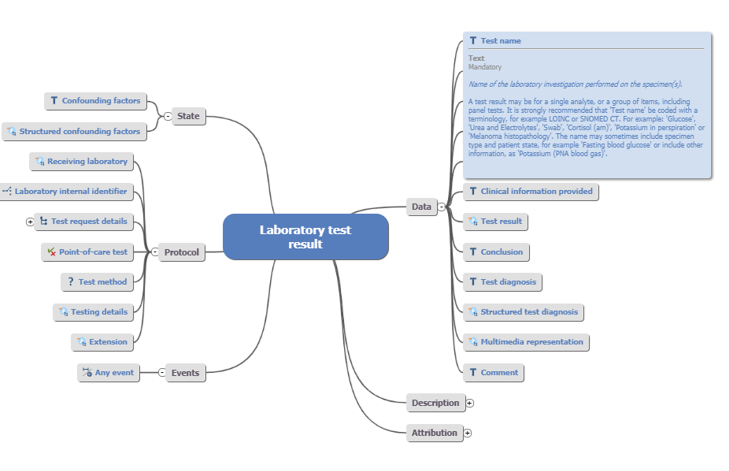 Test name
Text
Mandatory
Name of the laboratory investigation performed on the specimen(s).
A test result may be for a single analyte, or a group of items, including
panel tests. It is strongly recommended that 'Test name' be coded with a
terminology, for example LOINC or SNOMED CT. For example: 'Glucose',
'Urea and Electrolytes', 'Swab', 'Cortisol (am)', 'Potassium in perspiration' or
'Melanoma histopathology'. The name may sometimes include specimen
type and patient state, for example 'Fasting blood glucose' or include other
information, as 'Potassium (PNA blood gas)'.
Confounding factors
State
Structured confounding factors
Receiving laboratory
Laboratory internal identifier
Test request details
Point-of-care test
Protocol
Test method
Testing details
Extension
Any event
Events
Laboratory test
result
Data
Clinical information provided
Test result
Conclusion
Test diagnosis
Structured test diagnosis
Multimedia representation
Comment
Description
Attribution